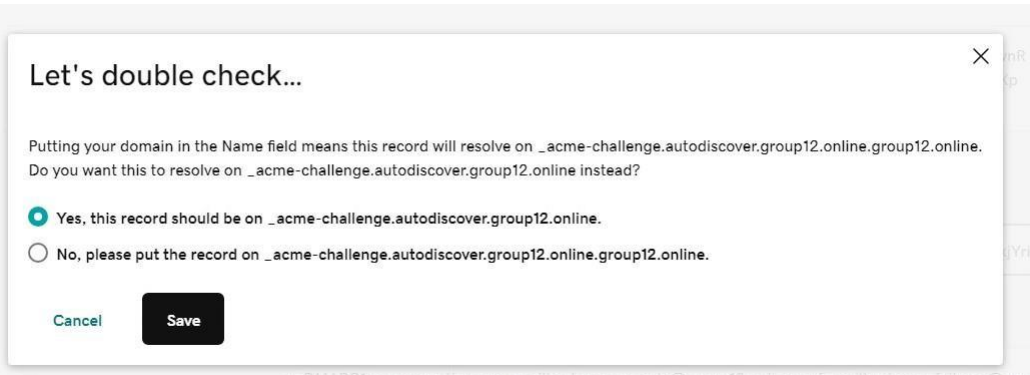 Let's double check...
Putting your domain in the Name field means this record will resolve on _acme-challenge.autodiscover.group12.online.group12.online.
Do you want this to resolve on _acme-challenge.autodiscover.group12.online instead?
Yes, this record should be on _acme-challenge.autodiscover.group12.online.
No, please put the record on _acme-challenge.autodiscover.group12.online.group12.online.
Cancel Save